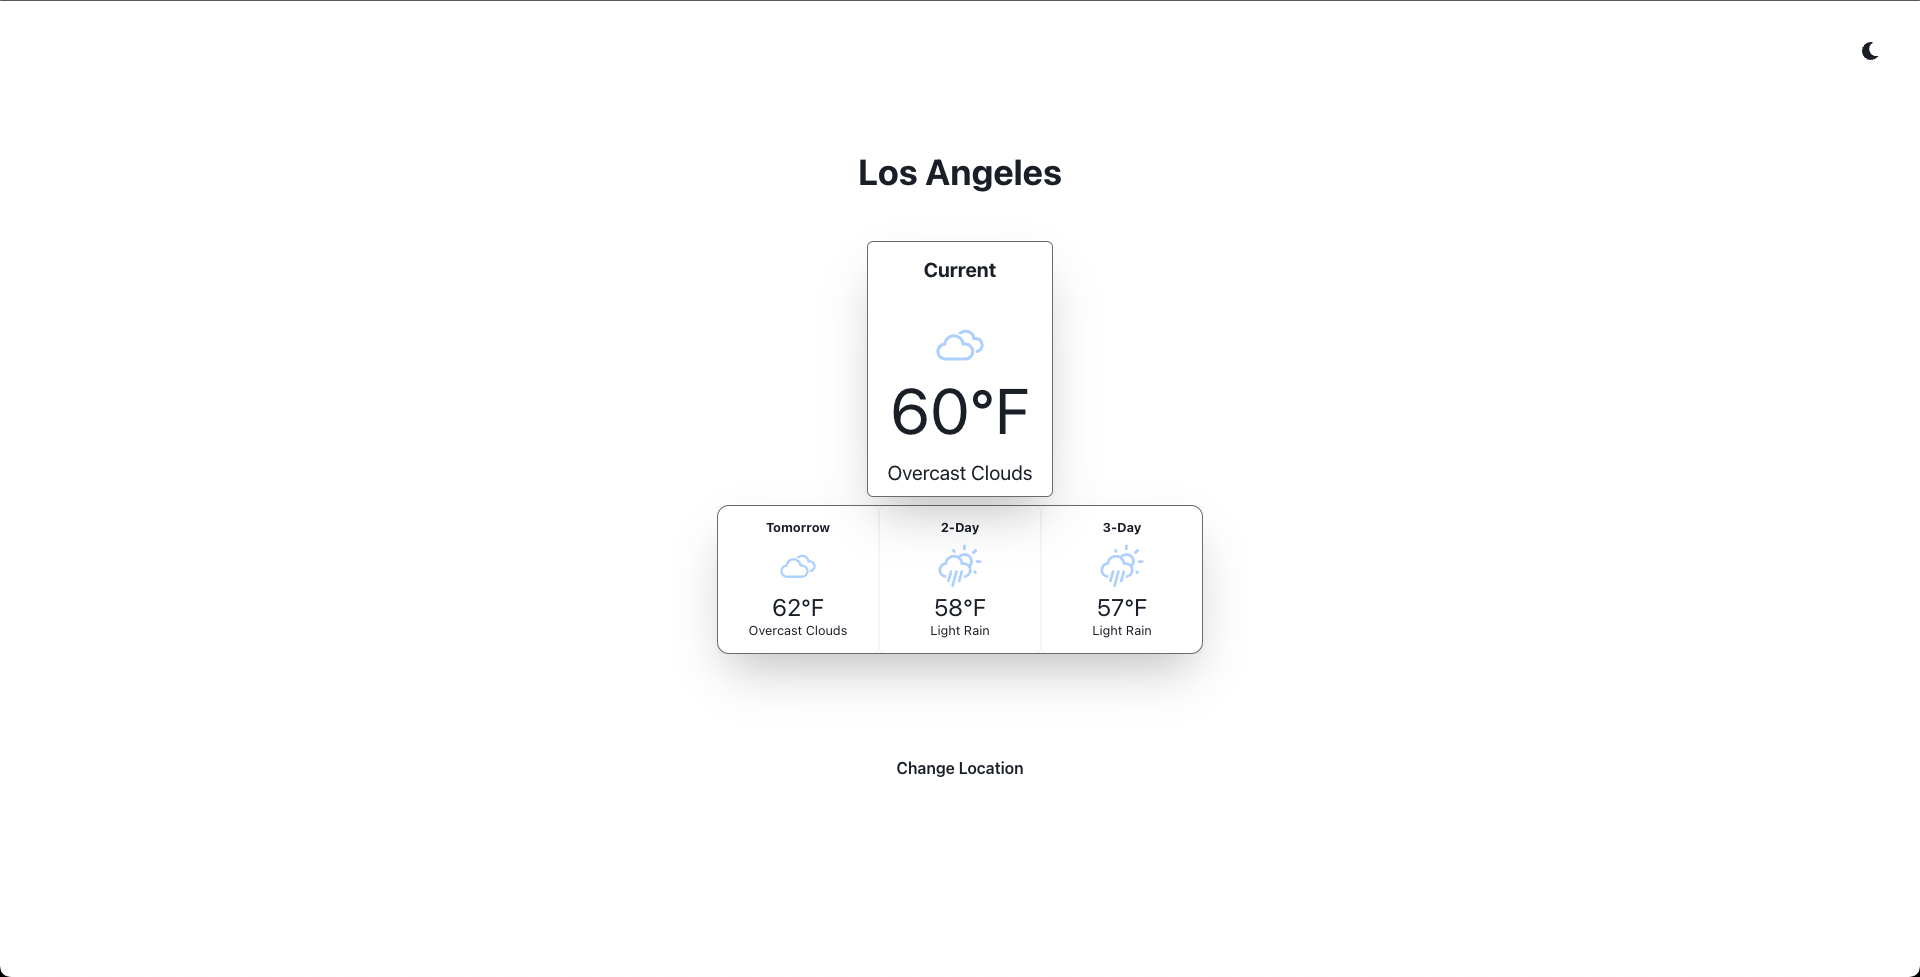 Los Angeles
Current
60°F
Overcast Clouds
Tomorrow
62°F
Overcast Clouds
2-Day
58°F
Light Rain
3-Day
57°F
Light Rain
Change Location